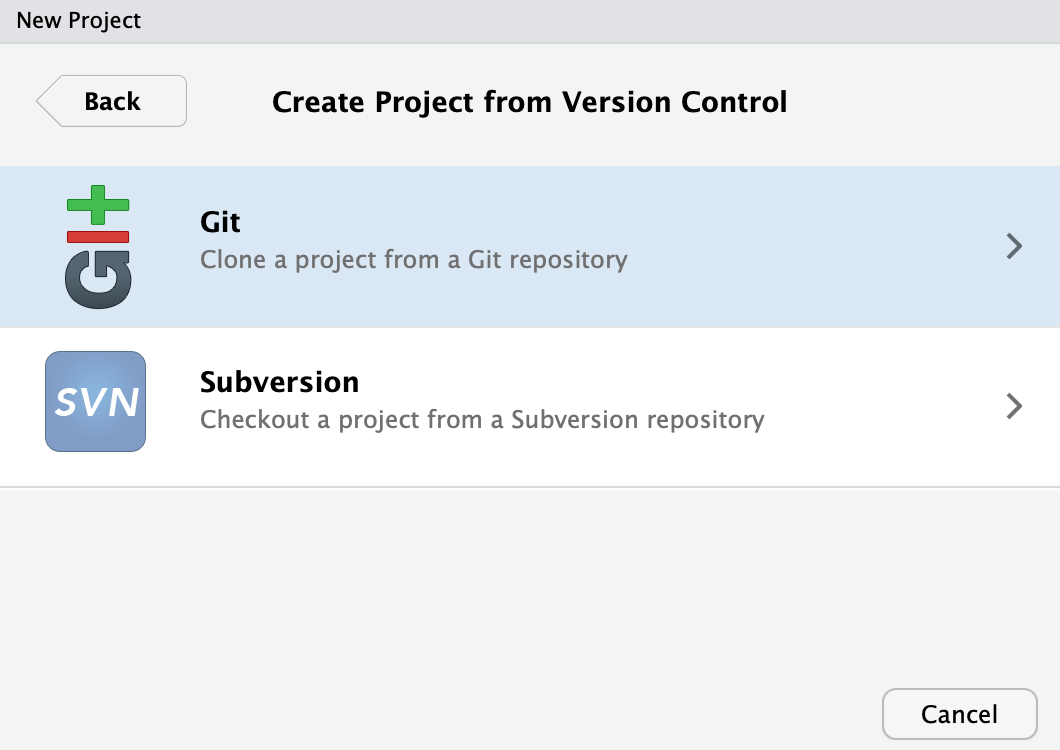 New Project
Back
Create Project from Version Control
Git
Git
Clone a project from a Git repository
SVN
Subversion
Checkout a project from a Subversion repository
Cancel